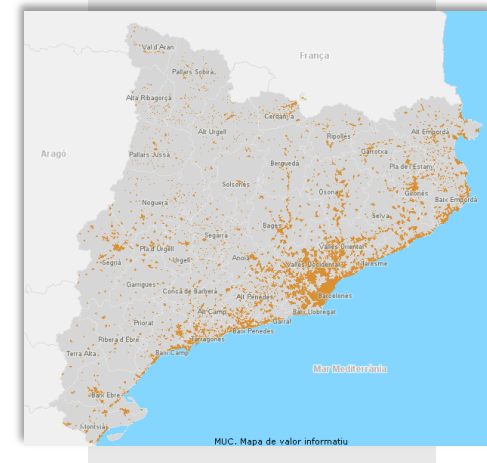 Val d'Aran
França
Pallars Sobirà
Alta Ribagorça
Cerdanya
Alt Urgell
Ripollès
Alt Empordà
Aragó
Pallars Jussà
Garrotxa
Berguedà
Pla de l'Estany
Solsonès
Osona
Gironès
Noguera
Baix Empordà
Selva
Bages
Segarra
Vallès Oriental
Pla d'Urgell
Anoia
Segrià
Urgell
Vallès Occidental
Maresme
Garrigues
Conca de Barberà
Alt Penedès
Barcelonès
Alt Camp
Baix Llobregat
Priorat
Garraf
Baix Penedès
Ribera d'Ebre
Tarragonès
Terra Alta
Baix Camp
Mar Mediterrània
Baix Ebre
Montsià
MUC. Mapa de valor informatiu